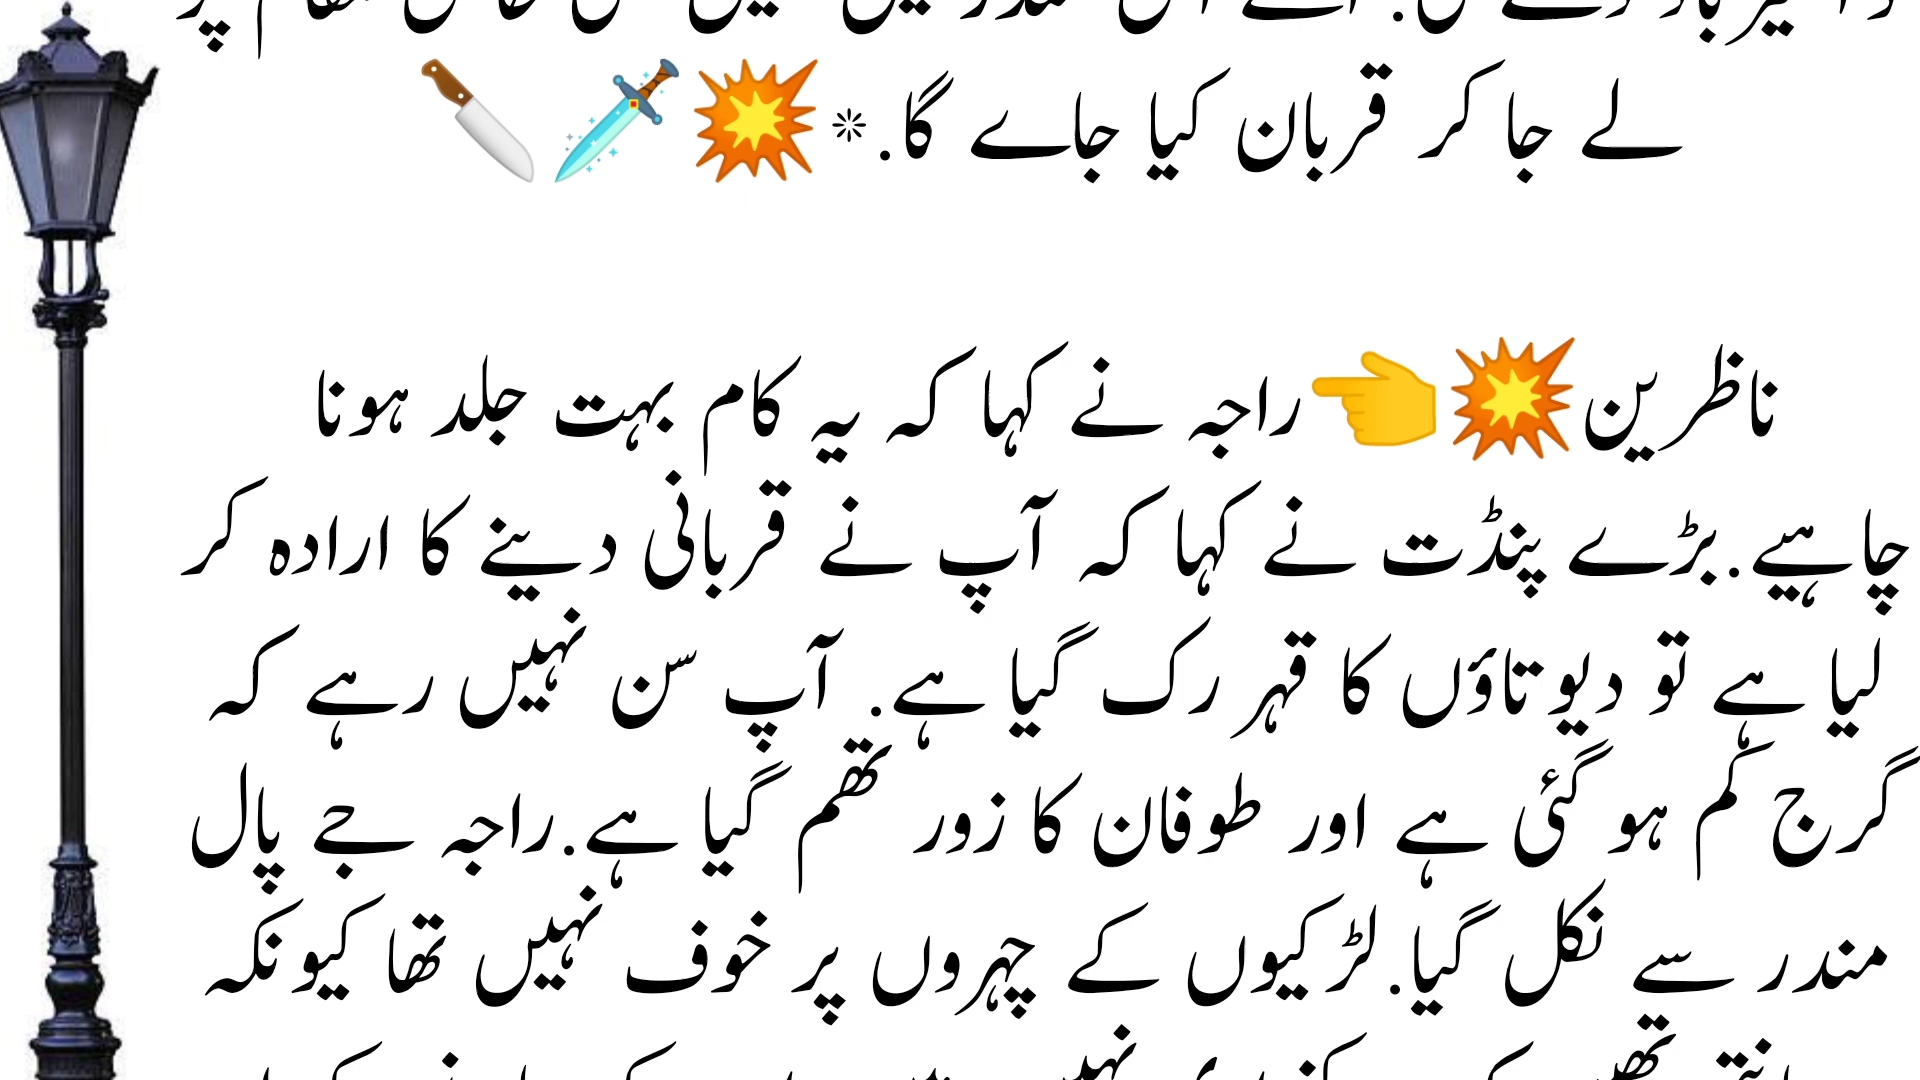 لے جا کر قربان کیا جاے گا.*💥🗡️🔪
ناظرین💥👈راجہ نے کہا کہ یہ کام بہت جلد ہونا
چاہیے.بڑے پنڈت نے کہا کہ آپ نے قربانی دینے کا ارادہ کر
لیا ہے تو دیوتاؤں کا قہر رک گیا ہے. آپ سن نہیں رہے کہ
گرج کم ہو گئی ہے اور طوفان کا زور تھم گیا ہے.راجہ جے پال
مندر سے نکل گیا. لڑکیوں کے چہروں پر خوف نہیں تھا کیونکہ